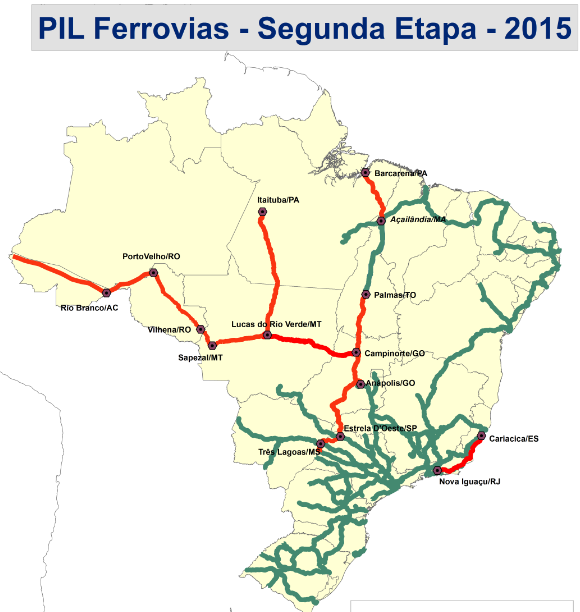 PIL Ferrovias - Segunda Etapa - 2015
Barcarena/PA
Itaituba/PA
Açailândia/MA
PortoVelho/RO
Palmas/TO
Rio Branco/AC
Vilhena/RO
Lucas do Rio Verde/MT
Sapezal/MT
Campinorte/GO
Anápolis/GO
Estrela D'Oeste/SP
Cariacica/ES
Três Lagoas/MS
Nova Iguaçu/RJ